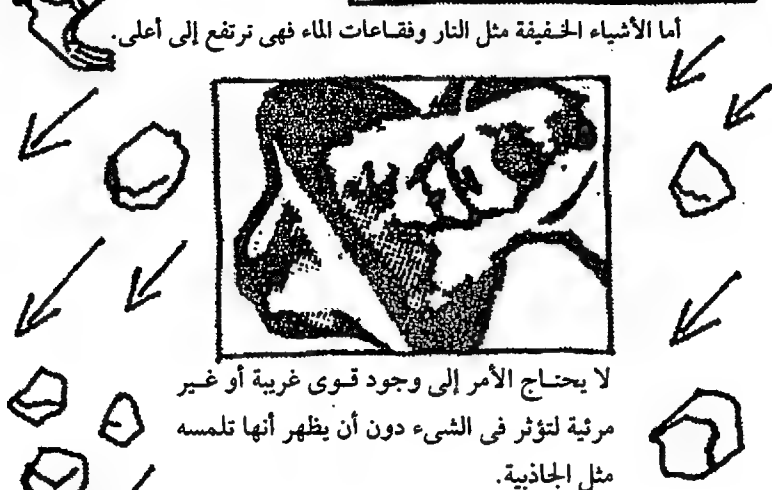 أما الأشياء الخفيفة مثل النار وفقاعات الماء فهى ترتفع إلى أعلى.
لا يحتاج الأمر إلى وجود قوى غريبة أو غير
مرئية لتؤثر فى الشىء دون أن يظهر أنها تلمسه
مثل الجاذبية.